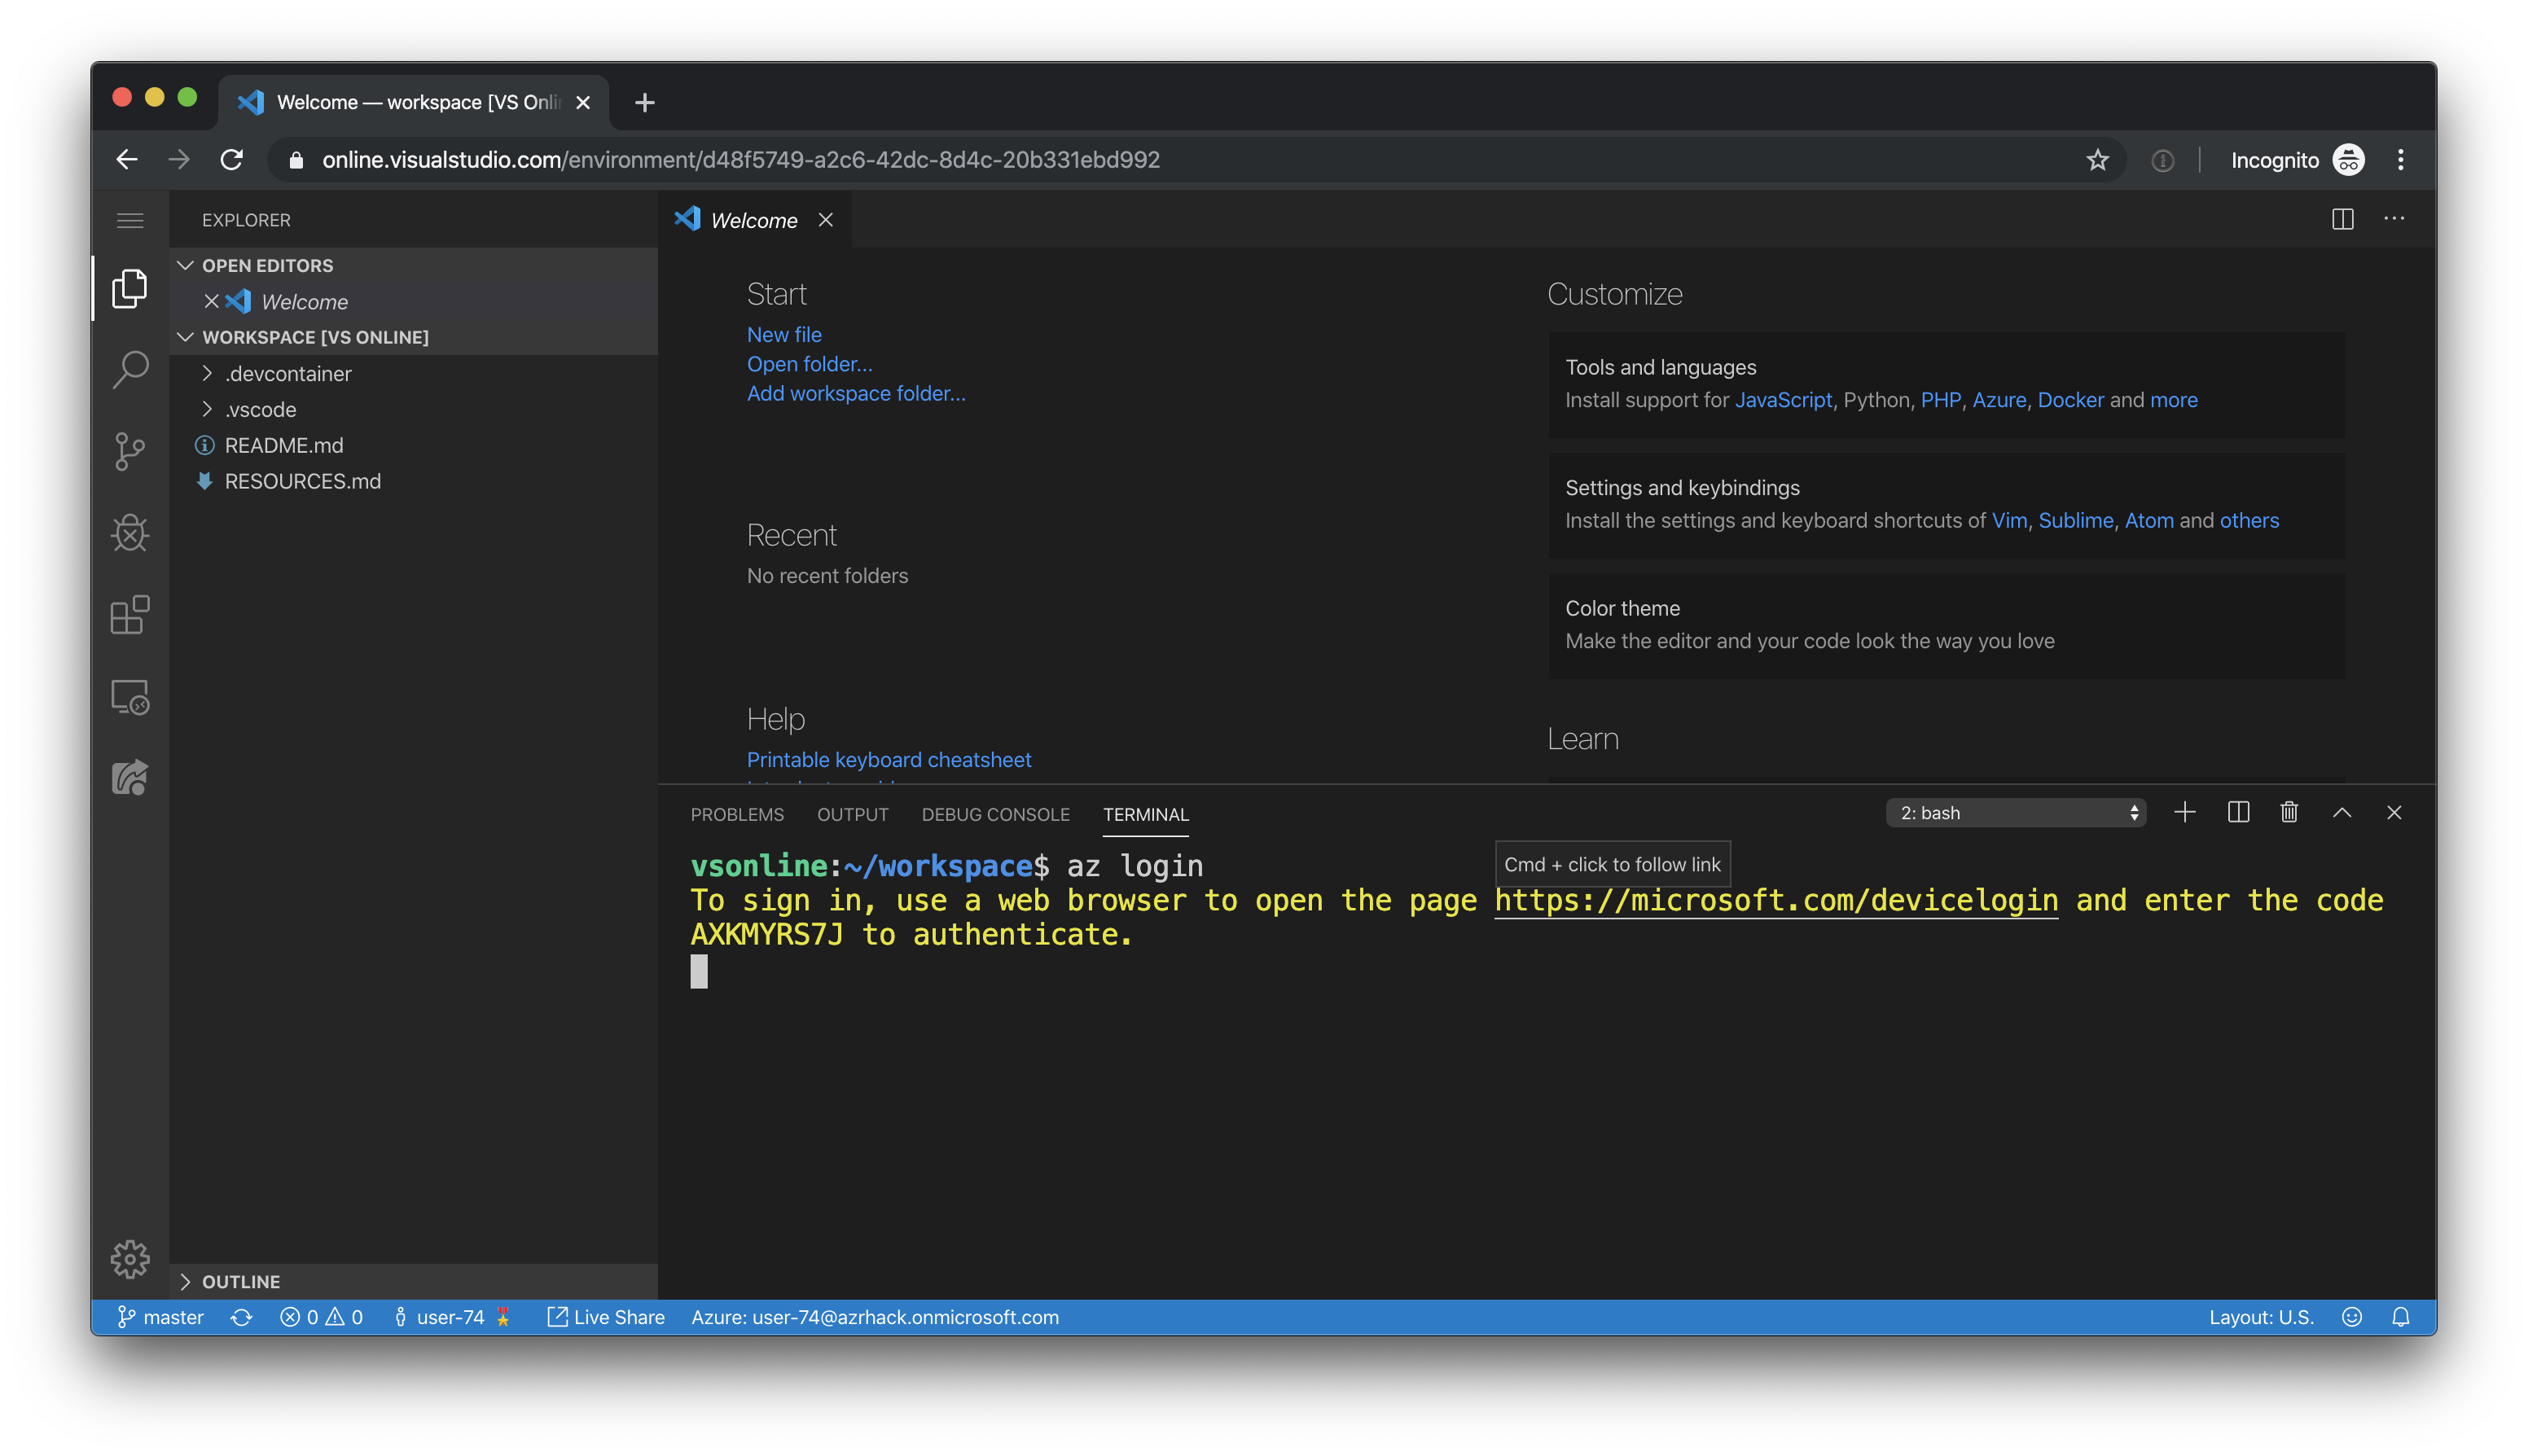 Welcome — workspace [VS Onli
online.visualstudio.com/environment/d48f5749-a2c6-42dc-8d4c-20b331ebd992
Incognito
EXPLORER
OPEN EDITORS
Welcome
WORKSPACE [VS ONLINE]
.devcontainer
.vscode
README.md
RESOURCES.md
OUTLINE
Welcome
Start
New file
Open folder...
Add workspace folder...
Recent
No recent folders
Help
Printable keyboard cheatsheet
Customize
Tools and languages
Install support for JavaScript, Python, PHP, Azure, Docker and more
Settings and keybindings
Install the settings and keyboard shortcuts of Vim, Sublime, Atom and others
Color theme
Make the editor and your code look the way you love
Learn
PROBLEMS OUTPUT DEBUG CONSOLE TERMINAL
2: bash
vsonline:~/workspace$ az login
Cmd + click to follow link
To sign in, use a web browser to open the page https://microsoft.com/devicelogin and enter the code
AXKMYRS7J to authenticate.
master 0 0 user-74 Live Share Azure: user-74@azrhack.onmicrosoft.com Layout: U.S.